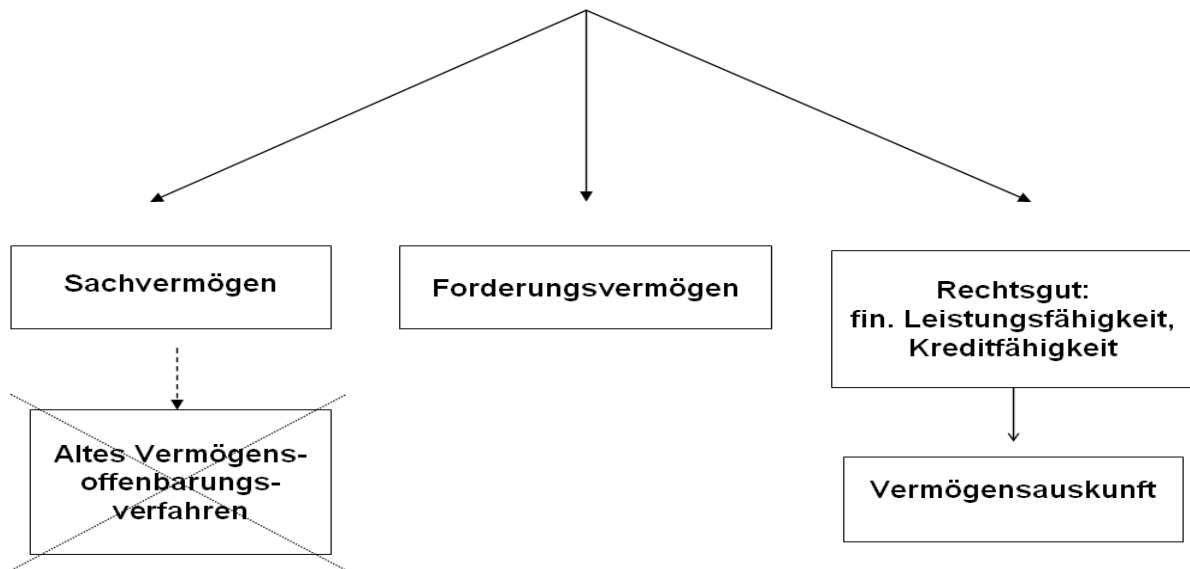 Sachvermögen
Forderungsvermögen
Rechtsgut:
fin. Leistungsfähigkeit,
Kreditfähigkeit
Altes Vermögens-
offenbarungs-
verfahren
Vermögensauskunft